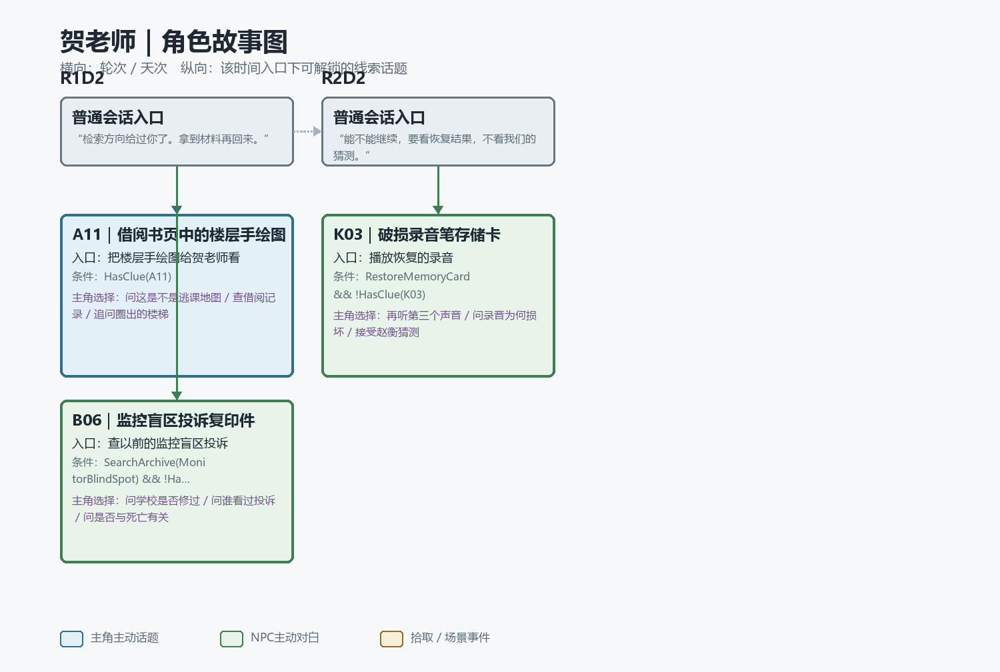 贺老师｜角色故事图
横向：轮次 / 天次　纵向：该时间入口下可解锁的线索话题
R1D2
普通会话入口
“检索方向给过你了。拿到材料再回来。”
A11｜借阅书页中的楼层手绘图
入口：把楼层手绘图给贺老师看
条件：HasClue(A11)
主角选择：问这是不是逃课地图 / 查借阅记
录 / 追问圈出的楼梯
B06｜监控盲区投诉复印件
入口：查以前的监控盲区投诉
条件：SearchArchive(Moni
torBlindSpot) && !Ha...
主角选择：问学校是否修过 / 问谁看过投诉
/ 问是否与死亡有关
R2D2
普通会话入口
“能不能继续，要看恢复结果，不看我们的
猜测。”
K03｜破损录音笔存储卡
入口：播放恢复的录音
条件：RestoreMemoryCard
&& !HasClue(K03)
主角选择：再听第三个声音 / 问录音为何损
坏 / 接受赵衡猜测
主角主动话题
NPC主动对白
拾取 / 场景事件